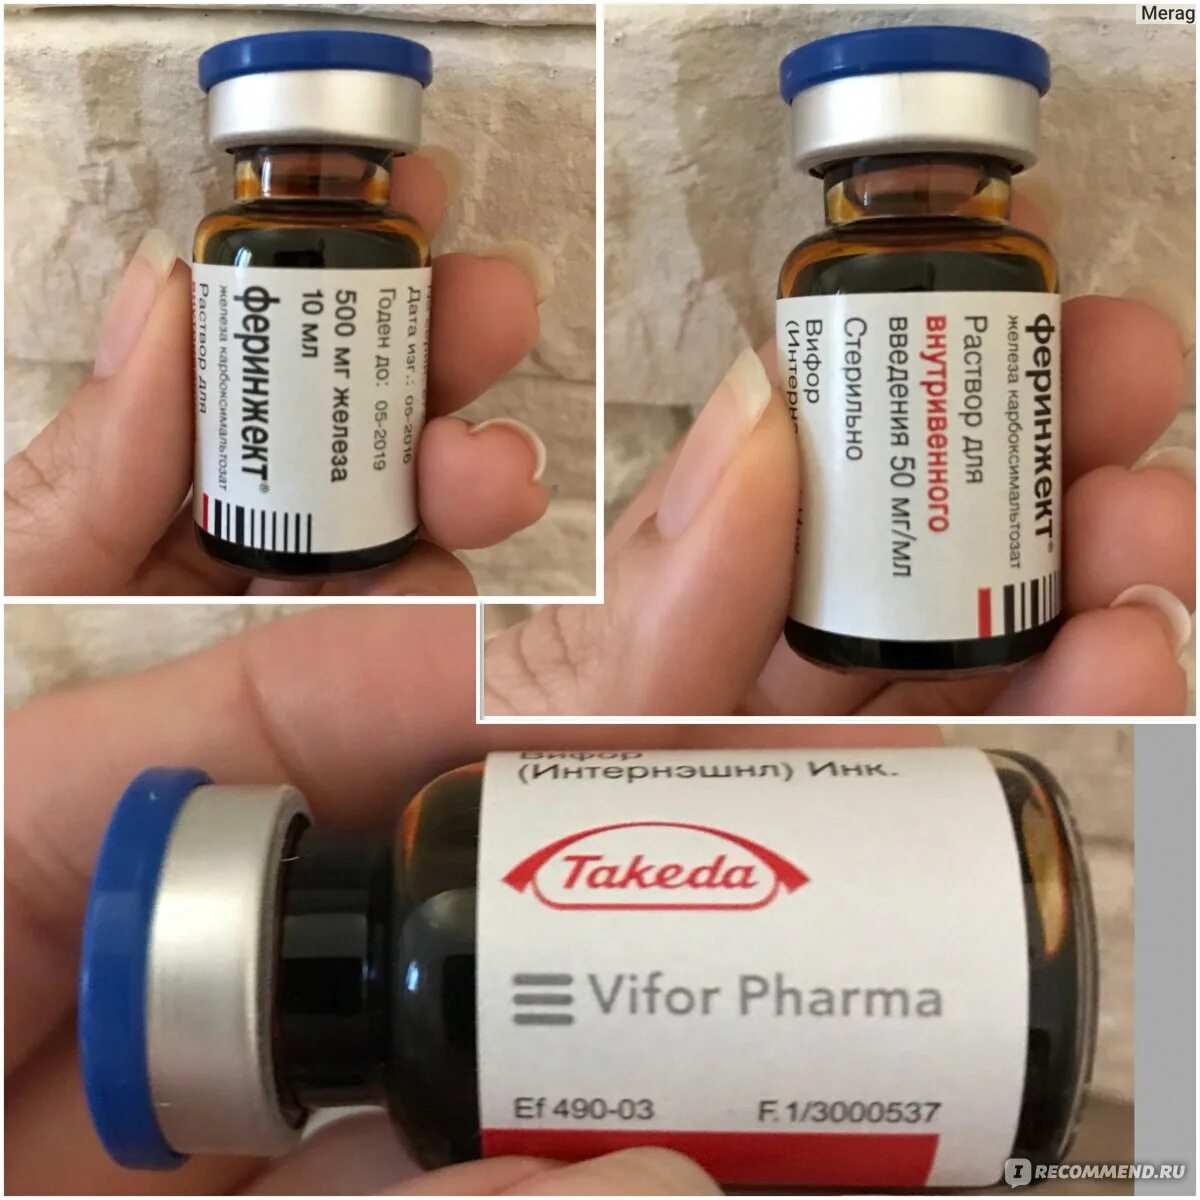 Merag
феринжект®
железа карбоксимальтозат
Раствор для
500 мг железа
10 мл
Годен до: 05-2019
Дата изг.: 05-2016
феринжект®
железа карбоксимальтозат
Раствор для
внутривенного
введения 50 мг/мл
Стерильно
Вифор
Вифор
(Интернэшнл) Инк.
Takeda
Vifor Pharma
Ef 490-03
F.1/3000537
I RECOMMEND.RU